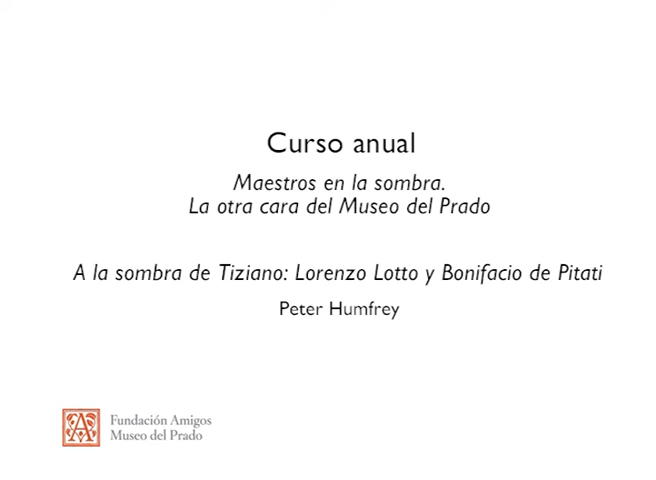 Curso anual
Maestros en la sombra.
La otra cara del Museo del Prado
A la sombra de Tiziano: Lorenzo Lotto y Bonifacio de Pitati
Peter Humfrey
A
Fundación Amigos
Museo del Prado